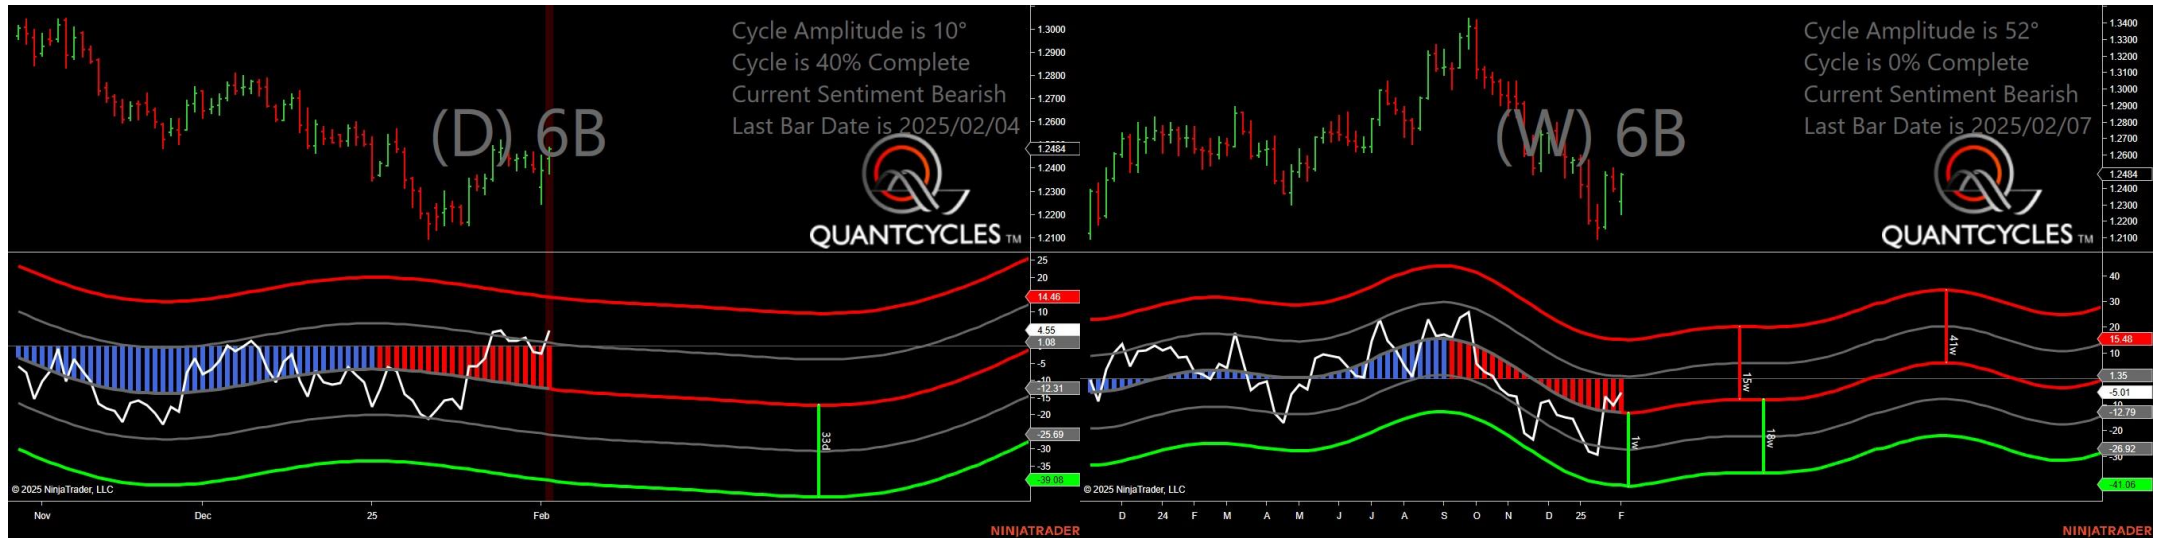 Cycle Amplitude is 10°
Cycle is 40% Complete
Current Sentiment Bearish
Last Bar Date is 2025/02/04
(D) 6B
QUANTCYCLES TM
1.3000
1.2900
1.2800
1.2700
1.2600
1.2484
1.2400
1.2300
1.2200
1.2100
25
20
14.46
10
4.55
1.08
-5
-10
-12.31
-15
-20
-25.69
-30
-35
-39.08
33d
© 2025 NinjaTrader, LLC
Nov Dec 25 Feb
NINJATRADER
Cycle Amplitude is 52°
Cycle is 0% Complete
Current Sentiment Bearish
Last Bar Date is 2025/02/07
(W) 6B
QUANTCYCLES TM
1.3400
1.3300
1.3200
1.3100
1.3000
1.2900
1.2800
1.2700
1.2600
1.2484
1.2400
1.2300
1.2200
1.2100
40
30
20
15.48
10
1.35
-5.01
-12.79
-20
-26.92
-30
-41.06
1w
15w
18w
41w
© 2025 NinjaTrader, LLC
D 24 F M A M J J A S O N D 25 F
NINJATRADER